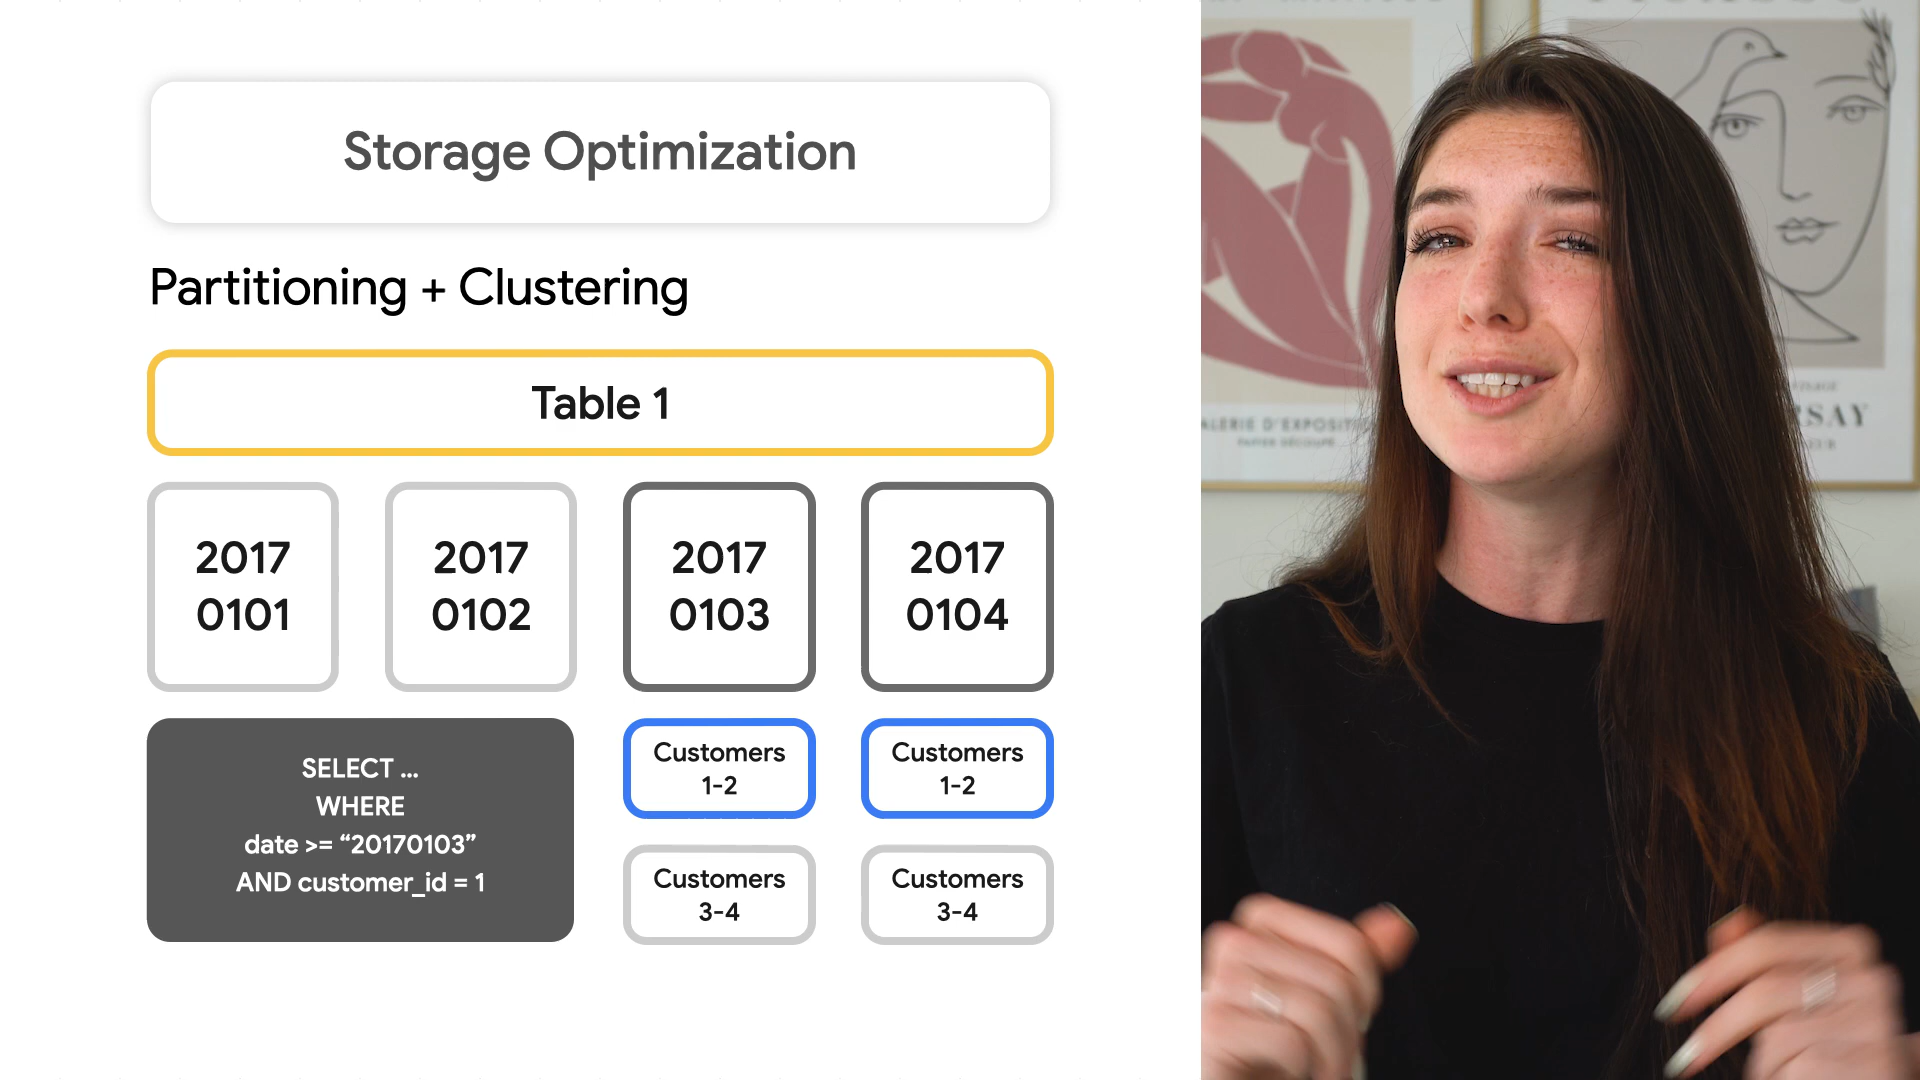 Storage Optimization
Partitioning + Clustering
Table 1
2017
0101
2017
0102
2017
0103
2017
0104
SELECT ...
WHERE
date >= “20170103”
AND customer_id = 1
Customers
1-2
Customers
1-2
Customers
3-4
Customers
3-4